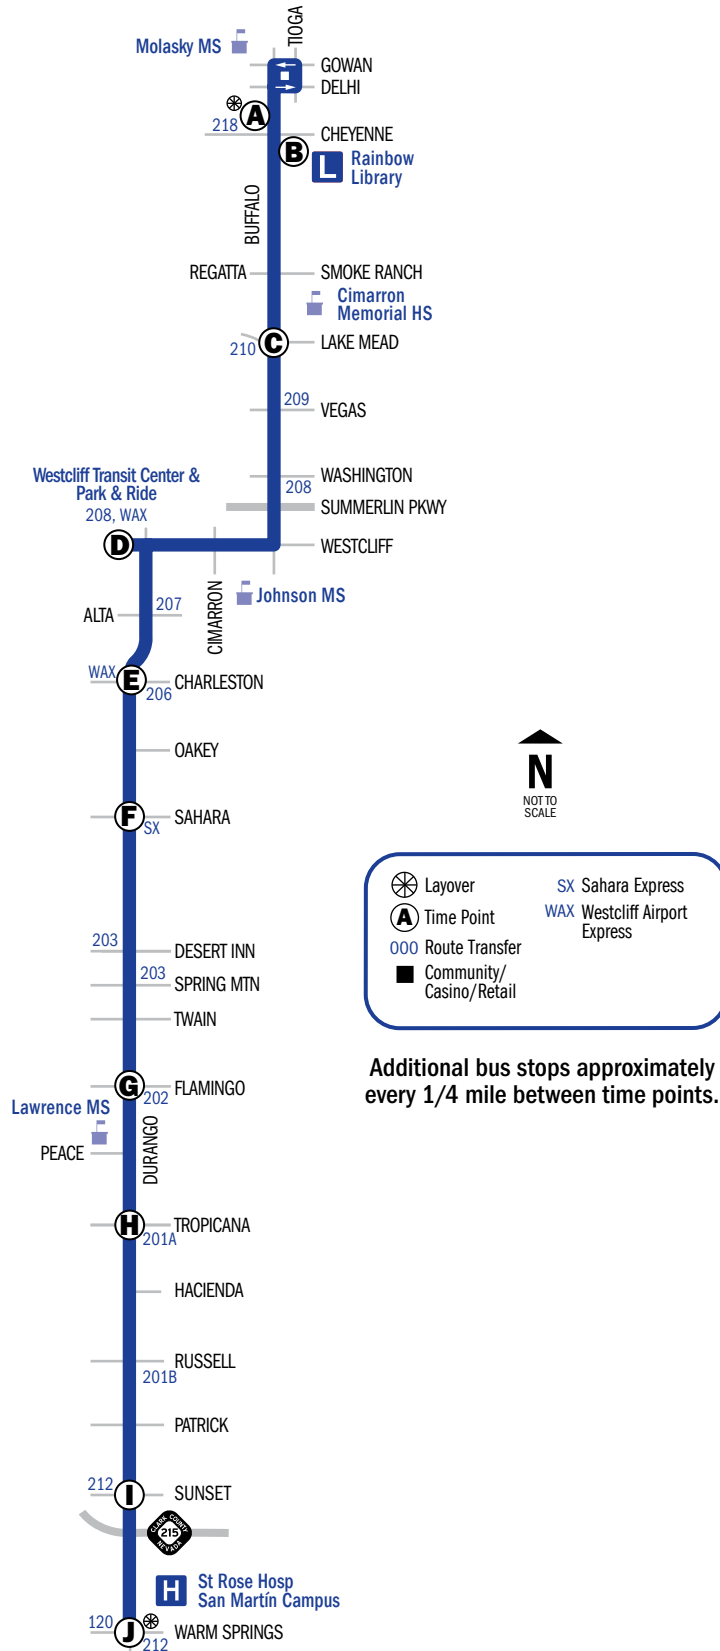 TIOGA
Molasky MS
GOWAN
DELHI
A
218
CHEYENNE
B
L
Rainbow
Library
BUFFALO
REGATTA
SMOKE RANCH
Cimarron
Memorial HS
C
210
LAKE MEAD
209
VEGAS
WASHINGTON
208
SUMMERLIN PKWY
Westcliff Transit Center &
Park & Ride
208, WAX
D
WESTCLIFF
CIMARRON
Johnson MS
207
ALTA
WAX
E
206
CHARLESTON
OAKEY
F
SX
SAHARA
N
NOT TO
SCALE
Layover
A Time Point
000 Route Transfer
Community/
Casino/Retail
SX Sahara Express
WAX Westcliff Airport
Express
203
DESERT INN
203
SPRING MTN
TWAIN
Additional bus stops approximately
every 1/4 mile between time points.
G
202
FLAMINGO
Lawrence MS
DURANGO
PEACE
H
201A
TROPICANA
HACIENDA
RUSSELL
201B
PATRICK
212
I
SUNSET
CLARK COUNTY
215
NEVADA
H
St Rose Hosp
San Martín Campus
120
J
212
WARM SPRINGS